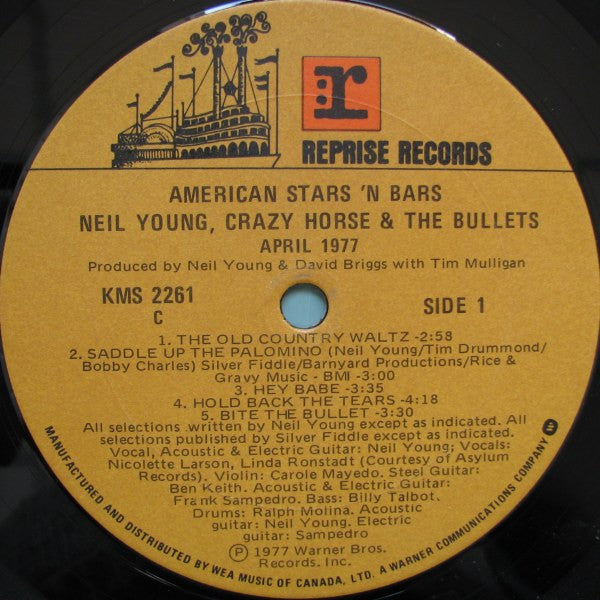 r
REPRISE RECORDS
AMERICAN STARS 'N BARS
NEIL YOUNG, CRAZY HORSE & THE BULLETS
APRIL 1977
Produced by Neil Young & David Briggs with Tim Mulligan
KMS 2261
C
SIDE 1
1. THE OLD COUNTRY WALTZ -2:58
2. SADDLE UP THE PALOMINO (Neil Young/Tim Drummond/
Bobby Charles) Silver Fiddle/Barnyard Productions/Rice &
Gravy Music - BMI -3:00
3. HEY BABE -3:35
4. HOLD BACK THE TEARS -4:18
5. BITE THE BULLET -3:30
All selections written by Neil Young except as indicated. All
selections published by Silver Fiddle except as indicated.
Vocal, Acoustic & Electric Guitar: Neil Young; Vocals:
Nicolette Larson, Linda Ronstadt (Courtesy of Asylum
Records). Violin: Carole Mayedo. Steel Guitar:
Ben Keith. Acoustic & Electric Guitar:
Frank Sampedro. Bass: Billy Talbot.
Drums: Ralph Molina. Acoustic
guitar: Neil Young. Electric
guitar: Sampedro
℗ 1977 Warner Bros.
Records. Inc.
MANUFACTURED AND DISTRIBUTED BY WEA MUSIC OF CANADA, LTD. A WARNER COMMUNICATIONS COMPANY